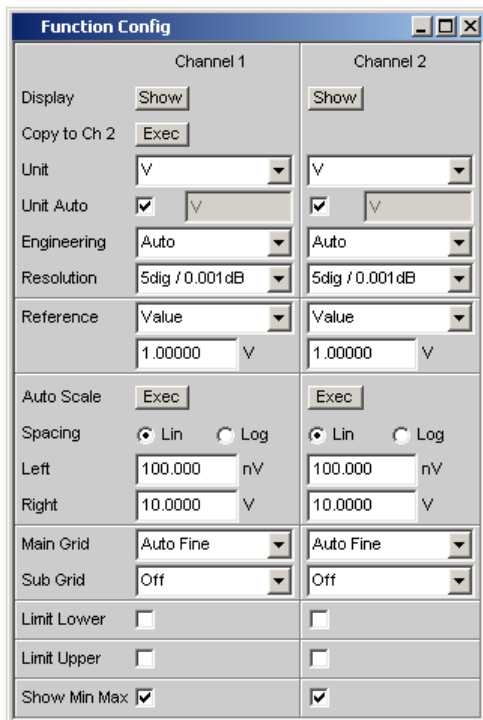 Function Config
Channel 1 Channel 2
Display Show Show
Copy to Ch 2 Exec
Unit V V
Unit Auto V V
Engineering Auto Auto
Resolution 5dig / 0.001dB 5dig / 0.001dB
Reference Value Value
1.00000 V 1.00000 V
Auto Scale Exec Exec
Spacing Lin Log Lin Log
Left 100.000 nV 100.000 nV
Right 10.0000 V 10.0000 V
Main Grid Auto Fine Auto Fine
Sub Grid Off Off
Limit Lower
Limit Upper
Show Min Max